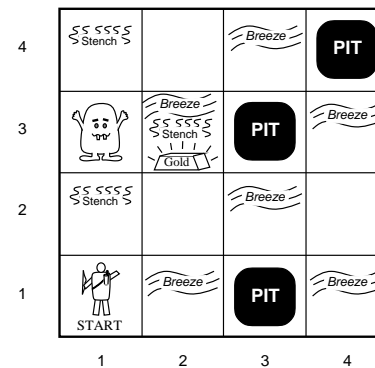 4
Stench
Breeze
PIT
3
Breeze
Stench
Gold
PIT
Breeze
2
Stench
Breeze
1
START
Breeze
PIT
Breeze
1 2 3 4